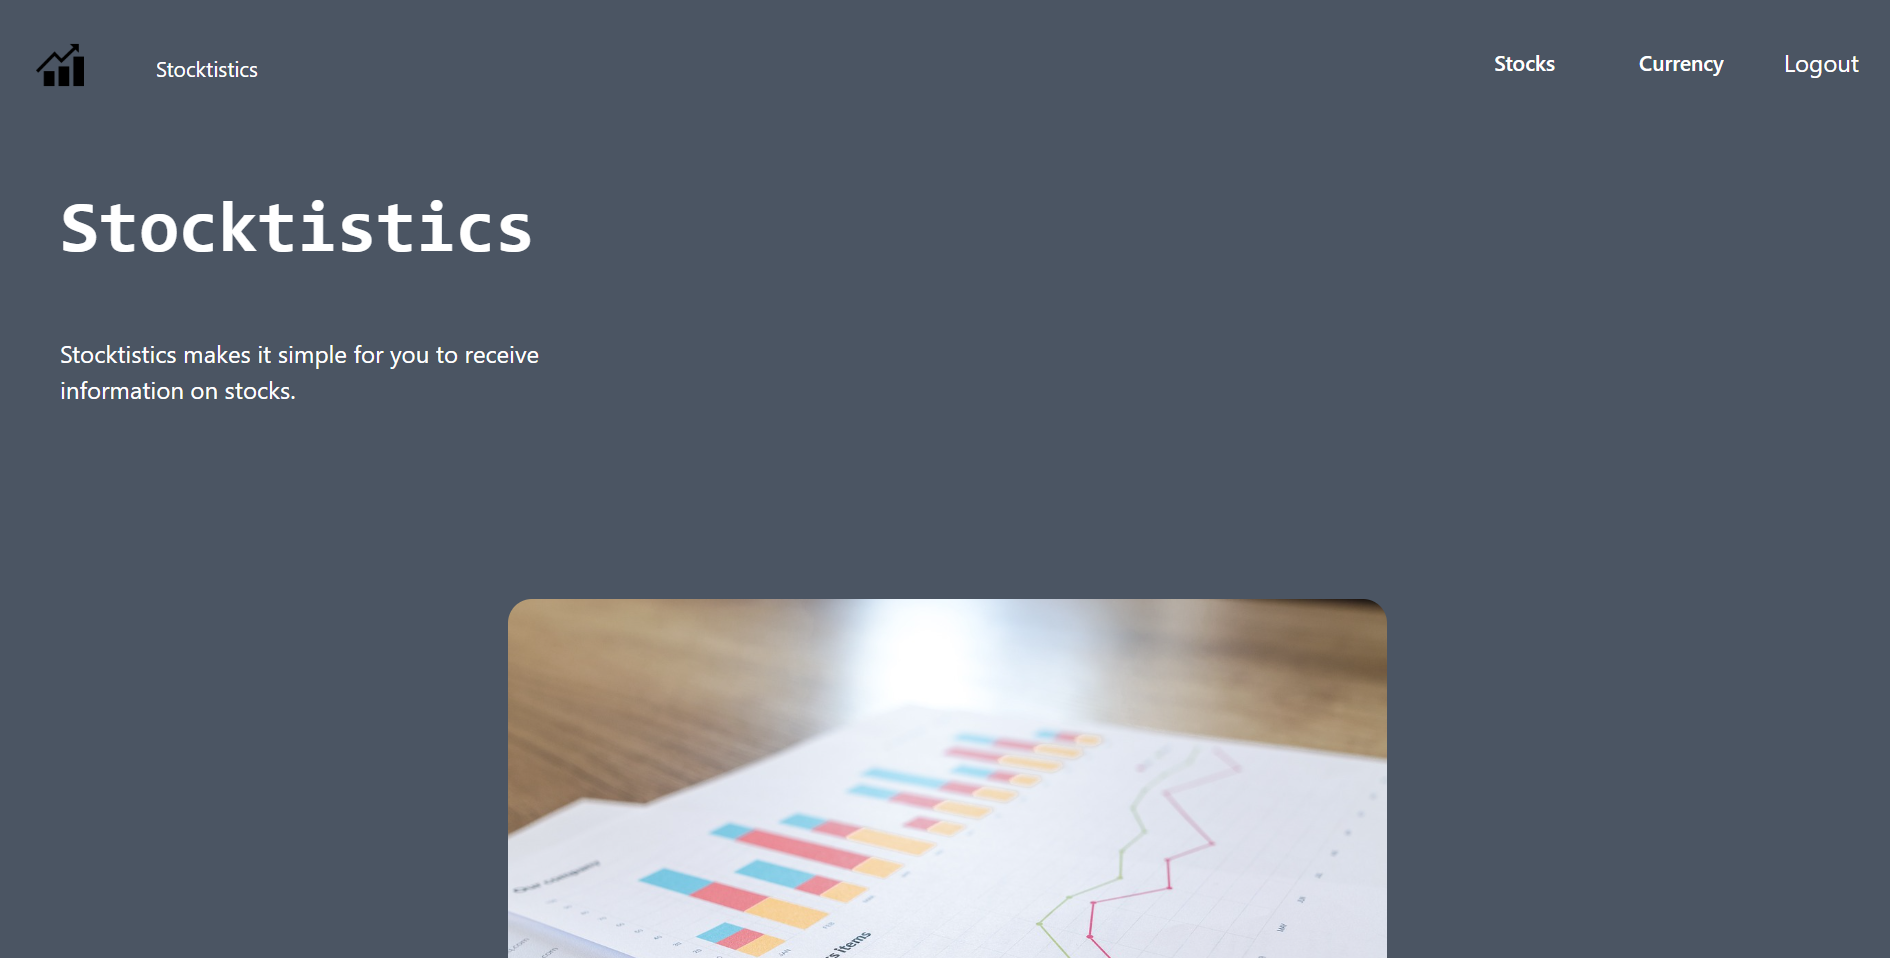 Stocktistics
Stocks
Currency
Logout
Stocktistics
Stocktistics makes it simple for you to receive
information on stocks.
Our company
items